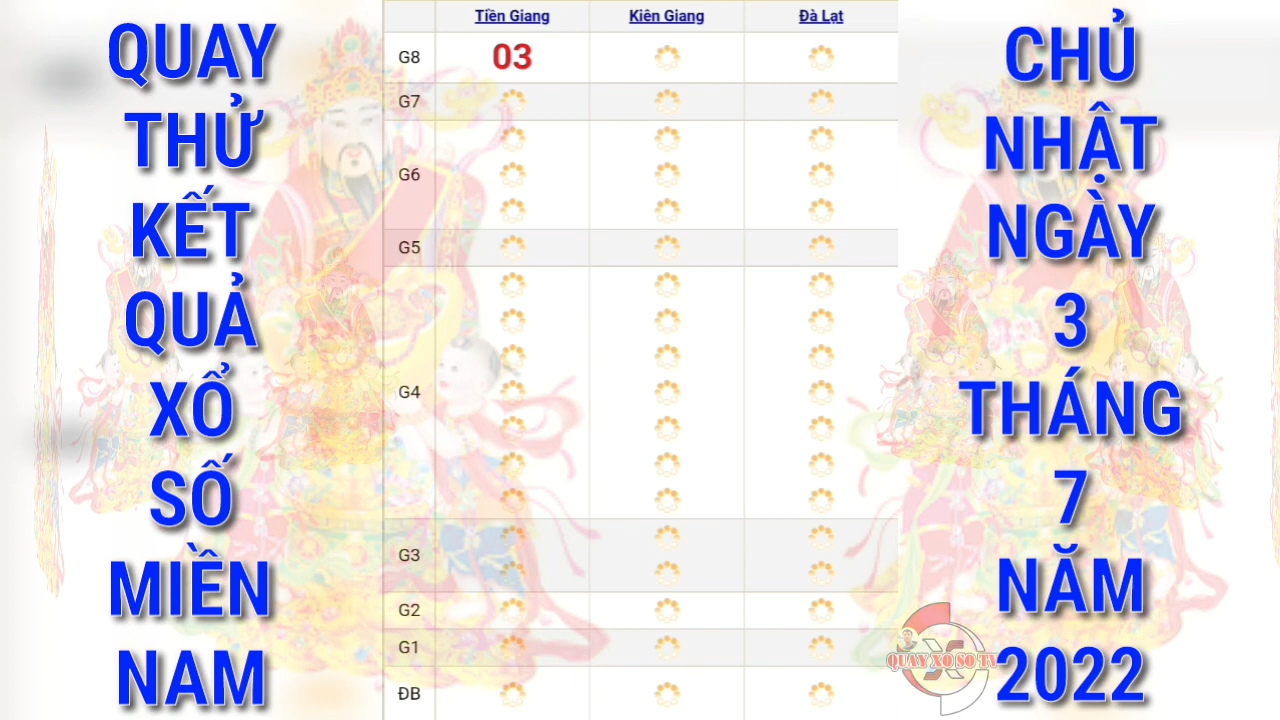 QUAY
THỬ
KẾT
QUẢ
XỔ
SỐ
MIỀN
NAM
Tiền Giang Kiên Giang Đà Lạt
G8 03
G7
G6
G5
G4
G3
G2
G1
ĐB
CHỦ
NHẬT
NGÀY
3
THÁNG
7
NĂM
2022
QUAY XO SO TV